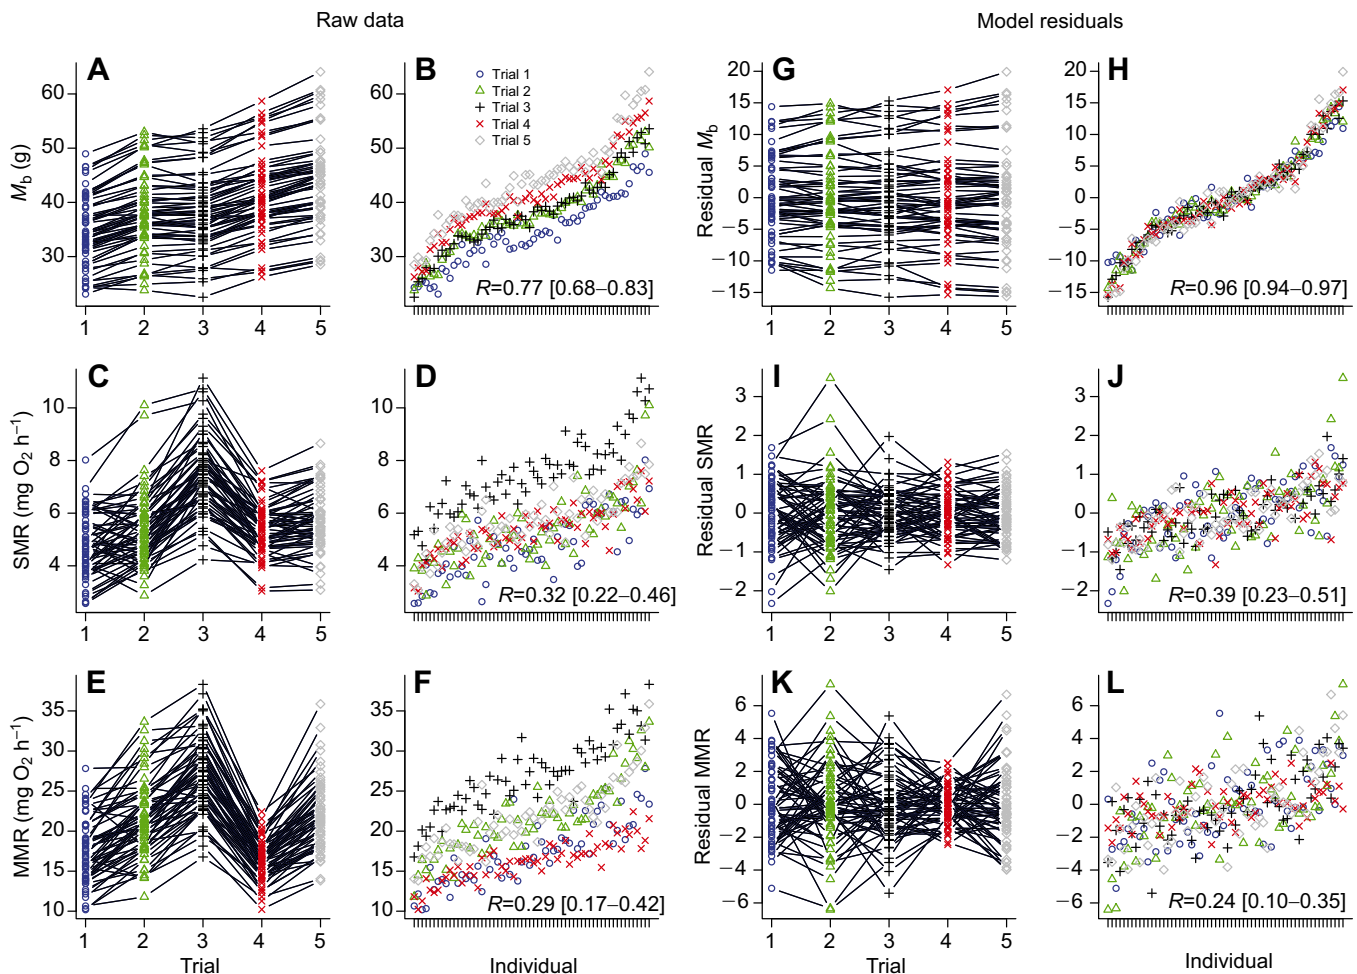 Raw data
Model residuals
A
60
50
40
30
M_b (g)
1 2 3 4 5
B
Trial 1
Trial 2
Trial 3
Trial 4
Trial 5
60
50
40
30
R=0.77 [0.68–0.83]
G
20
15
10
5
0
−5
−10
−15
Residual M_b
1 2 3 4 5
H
20
15
10
5
0
−5
−10
−15
R=0.96 [0.94–0.97]
C
10
8
6
4
SMR (mg O₂ h⁻¹)
1 2 3 4 5
D
10
8
6
4
R=0.32 [0.22–0.46]
I
3
2
1
0
−1
−2
Residual SMR
1 2 3 4 5
J
3
2
1
0
−1
−2
R=0.39 [0.23–0.51]
E
35
30
25
20
15
10
MMR (mg O₂ h⁻¹)
1 2 3 4 5
Trial
F
35
30
25
20
15
10
R=0.29 [0.17–0.42]
Individual
K
6
4
2
0
−2
−4
−6
Residual MMR
1 2 3 4 5
Trial
L
6
4
2
0
−2
−4
−6
R=0.24 [0.10–0.35]
Individual